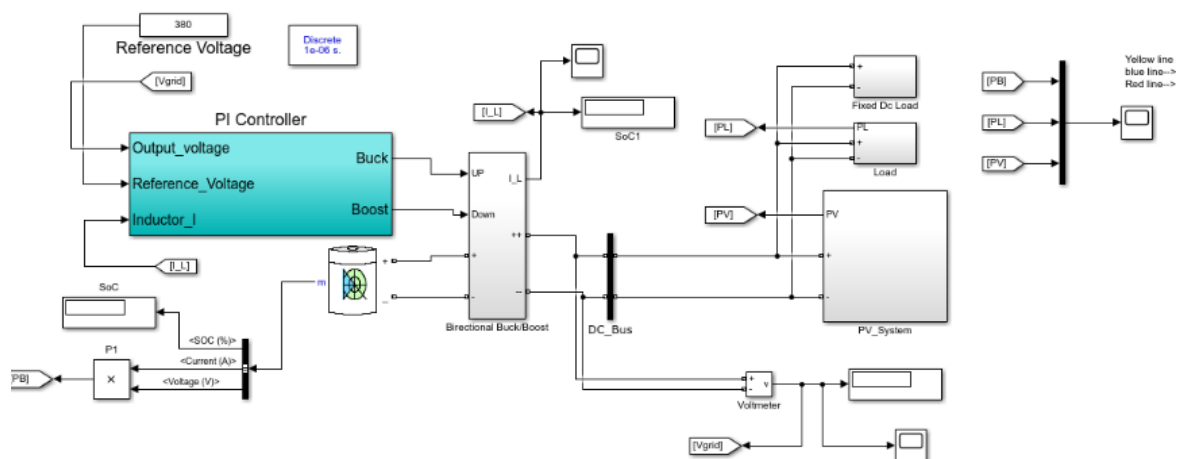 380
Reference Voltage
Discrete
1e-06 s.
[Vgrid]
PI Controller
Output_voltage
Reference_Voltage
Inductor_I
Buck
Boost
[I_L]
UP
Down
+
-
I_L
++
--
Birectional Buck/Boost
[I_L]
SoC1
+
-
Fixed Dc Load
[PL]
PL
+
-
Load
[PV]
PV
+
-
PV_System
DC_Bus
[PB]
[PL]
[PV]
Yellow line
blue line-->
Red line-->
m
+
_
SoC
<SOC (%)>
<Current (A)>
<Voltage (V)>
P1
×
[PB]
+
-
v
Voltmeter
[Vgrid]